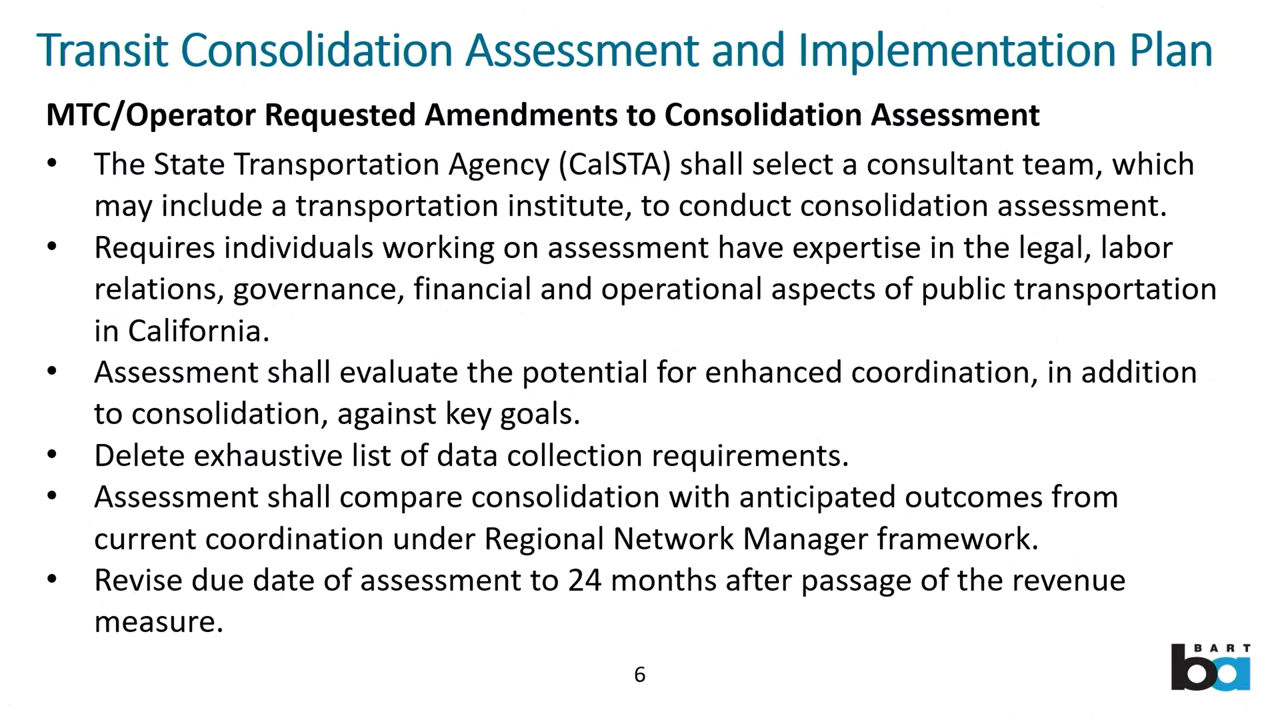 Transit Consolidation Assessment and Implementation Plan
MTC/Operator Requested Amendments to Consolidation Assessment
• The State Transportation Agency (CalSTA) shall select a consultant team, which
may include a transportation institute, to conduct consolidation assessment.
• Requires individuals working on assessment have expertise in the legal, labor
relations, governance, financial and operational aspects of public transportation
in California.
• Assessment shall evaluate the potential for enhanced coordination, in addition
to consolidation, against key goals.
• Delete exhaustive list of data collection requirements.
• Assessment shall compare consolidation with anticipated outcomes from
current coordination under Regional Network Manager framework.
• Revise due date of assessment to 24 months after passage of the revenue
measure.
6
BART
ba